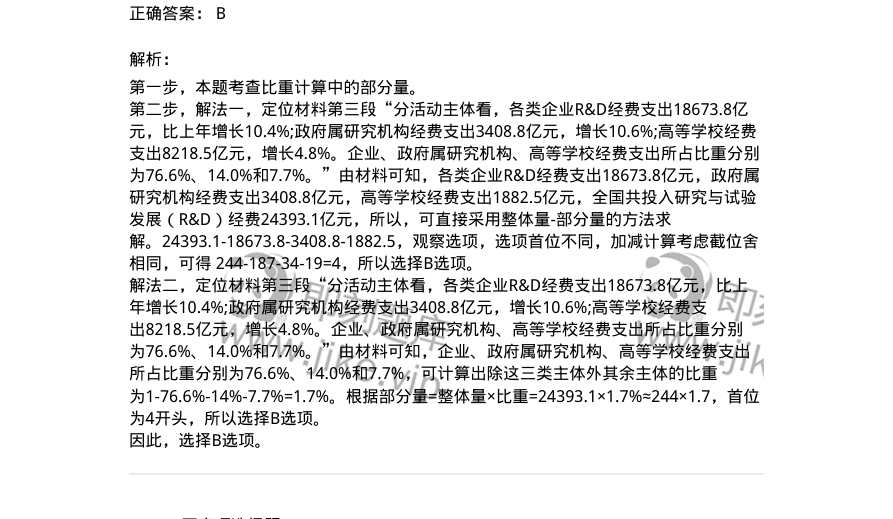 正确答案： B
解析：
第一步，本题考查比重计算中的部分量。
第二步，解法一，定位材料第三段“分活动主体看，各类企业R&D经费支出18673.8亿
元，比上年增长10.4%;政府属研究机构经费支出3408.8亿元，增长10.6%;高等学校经费
支出8218.5亿元，增长4.8%。企业、政府属研究机构、高等学校经费支出所占比重分别
为76.6%、14.0%和7.7%。”由材料可知，各类企业R&D经费支出18673.8亿元，政府属
研究机构经费支出3408.8亿元，高等学校经费支出1882.5亿元，全国共投入研究与试验
发展（R&D）经费24393.1亿元，所以，可直接采用整体量-部分量的方法求
解。24393.1-18673.8-3408.8-1882.5，观察选项，选项首位不同，加减计算考虑截位舍
相同，可得 244-187-34-19=4，所以选择B选项。
解法二，定位材料第三段“分活动主体看，各类企业R&D经费支出18673.8亿元，比上
年增长10.4%;政府属研究机构经费支出3408.8亿元，增长10.6%;高等学校经费支
出8218.5亿元，增长4.8%。企业、政府属研究机构、高等学校经费支出所占比重分别
为76.6%、14.0%和7.7%。”由材料可知，企业、政府属研究机构、高等学校经费支出
所占比重分别为76.6%、14.0%和7.7%，可计算出除这三类主体外其余主体的比重
为1-76.6%-14%-7.7%=1.7%。根据部分量=整体量×比重=24393.1×1.7%≈244×1.7，首位
为4开头，所以选择B选项。
因此，选择B选项。
即刻题库
www.jike.vip
即刻
www.jik